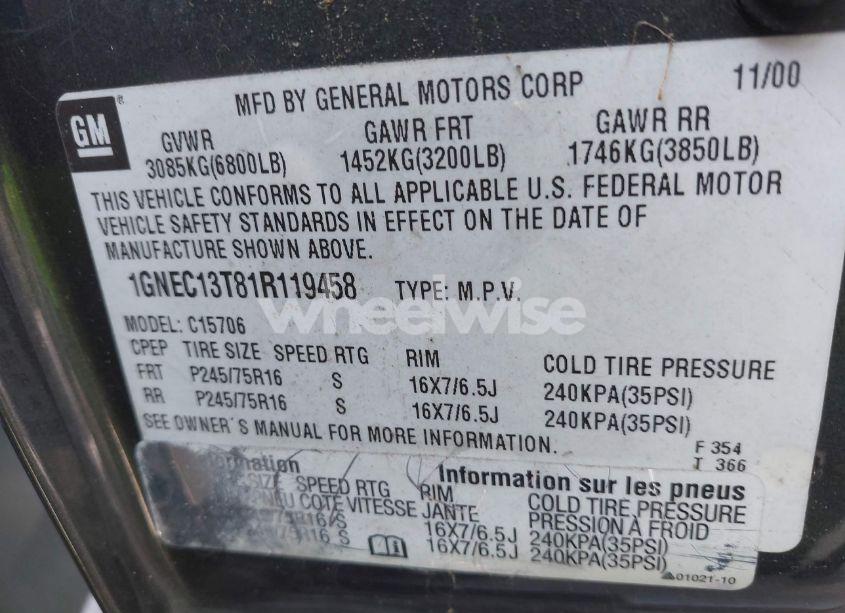 MFD BY GENERAL MOTORS CORP 11/00
GM
GVWR GAWR FRT GAWR RR
3085KG(6800LB) 1452KG(3200LB) 1746KG(3850LB)
THIS VEHICLE CONFORMS TO ALL APPLICABLE U.S. FEDERAL MOTOR
VEHICLE SAFETY STANDARDS IN EFFECT ON THE DATE OF
MANUFACTURE SHOWN ABOVE.
1GNEC13T81R119458 TYPE: M.P.V.
wheelwise
MODEL: C15706
CPEP TIRE SIZE SPEED RTG RIM COLD TIRE PRESSURE
FRT P245/75R16 S 16X7/6.5J 240KPA(35PSI)
RR P245/75R16 S 16X7/6.5J 240KPA(35PSI)
SEE OWNER'S MANUAL FOR MORE INFORMATION. F 354
T 366
Information sur les pneus
SIZE SPEED RTG RIM COLD TIRE PRESSURE
PNEU COTE VITESSE JANTE PRESSION À FROID
/75R16 S 16X7/6.5J 240KPA(35PSI)
/75R16 S 16X7/6.5J 240KPA(35PSI)
01021-10